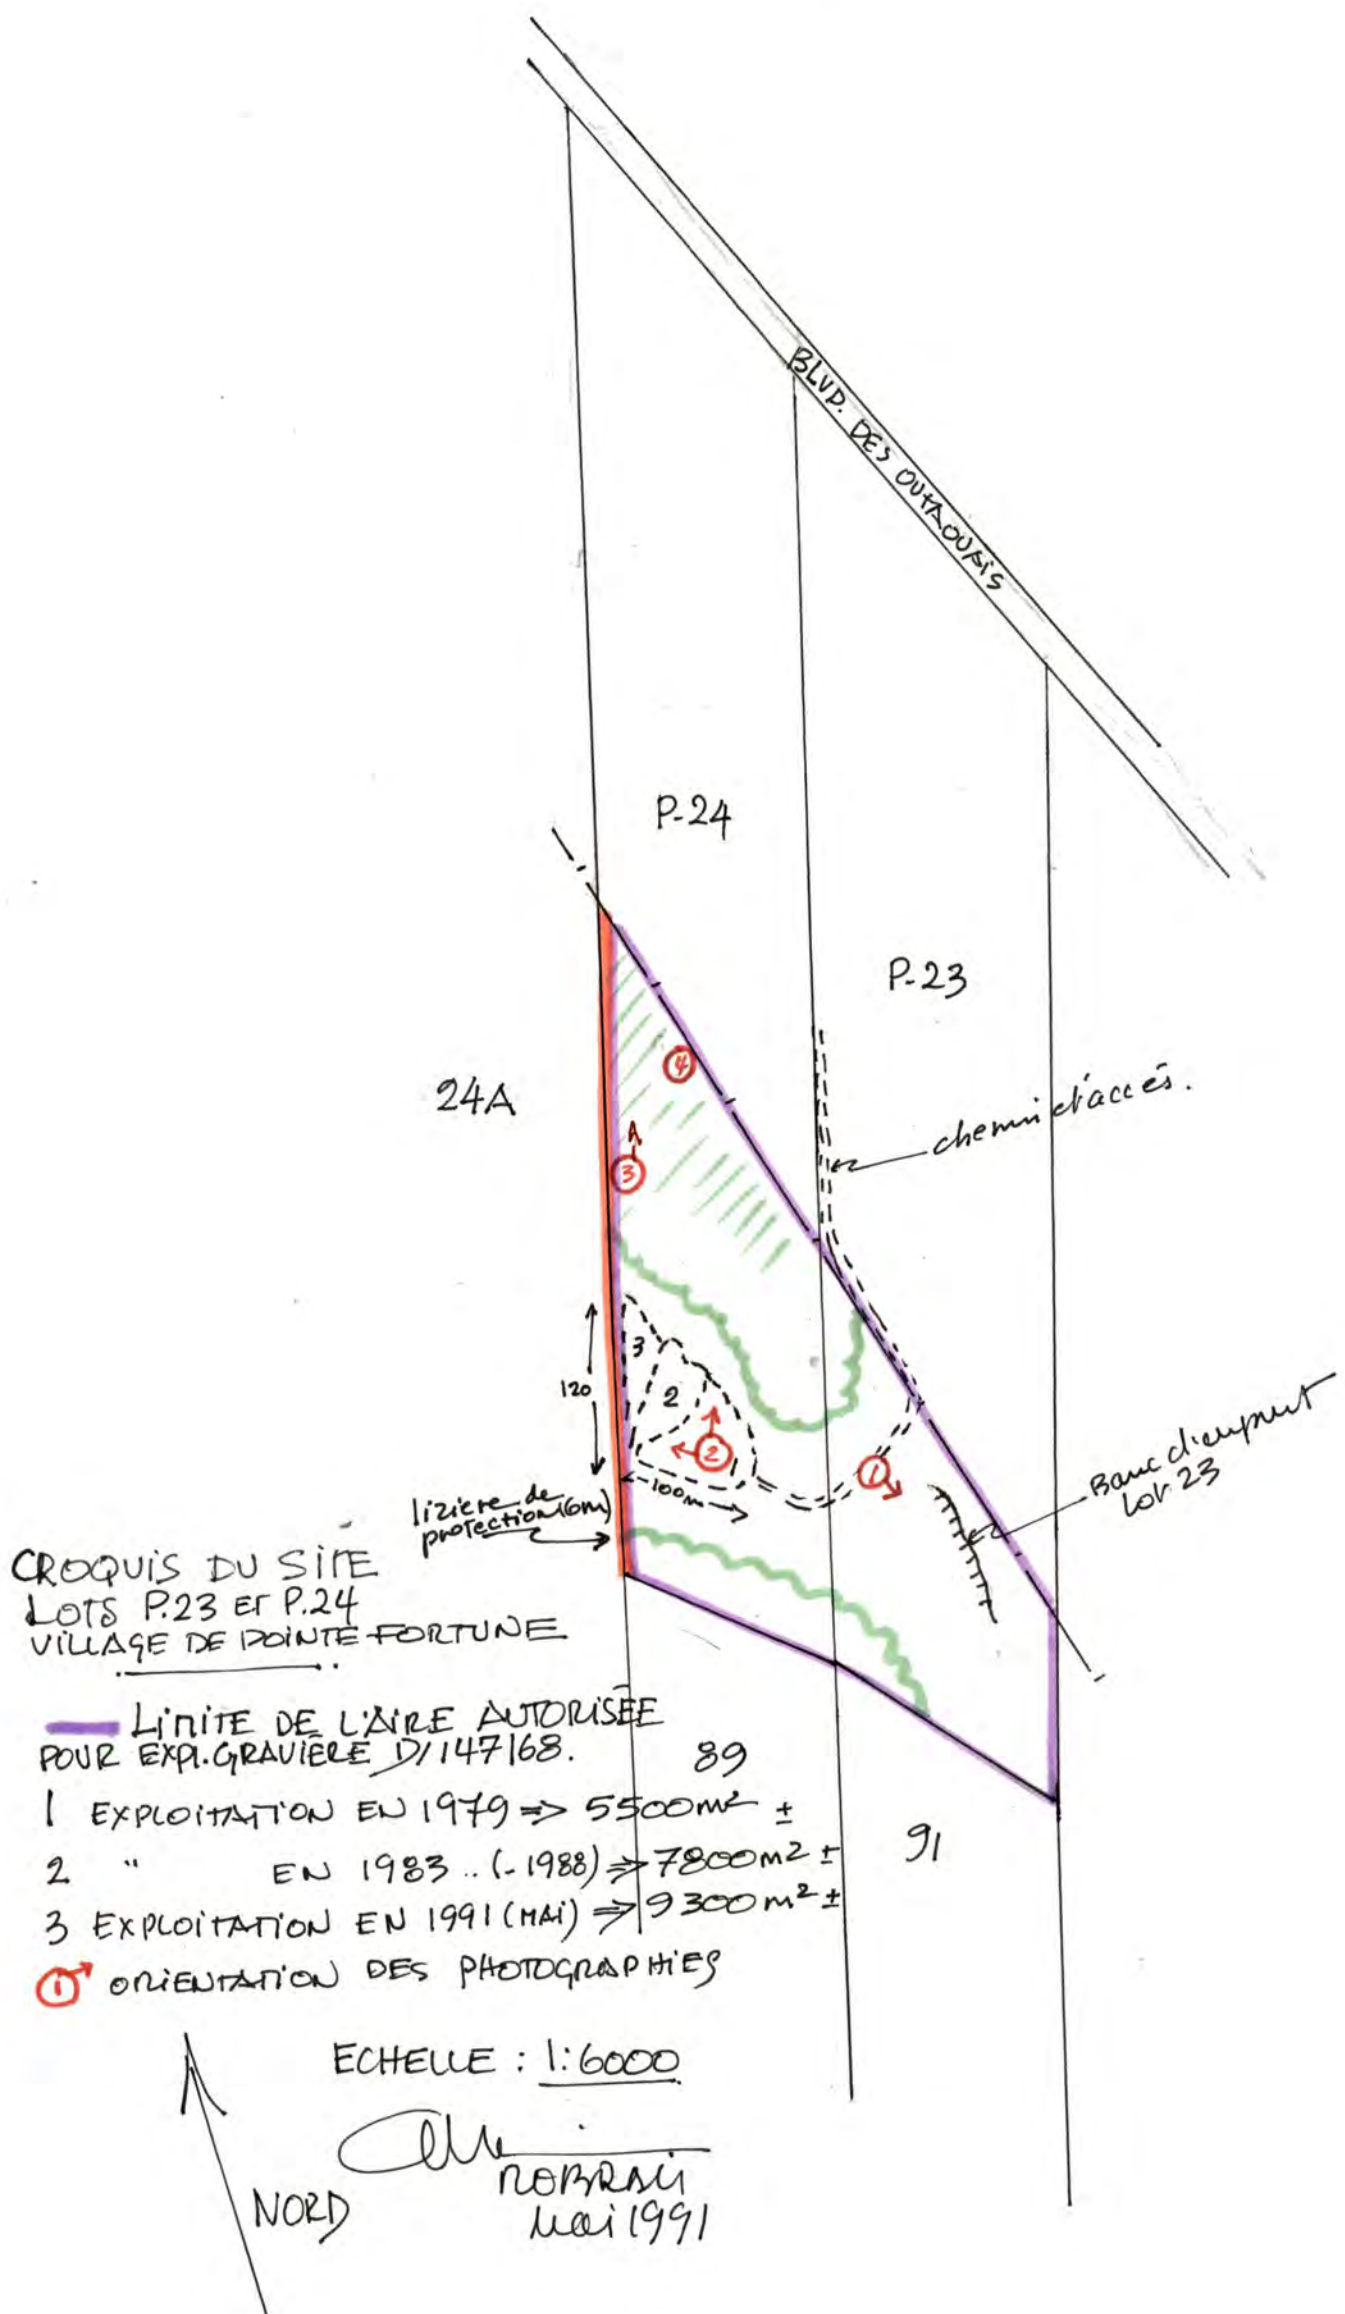 BLVD. DES OUTAOUAIS
P-24
P-23
24A
4
A
3
chemin d'accès.
3
120
2
2
1
100m
lizière de
protection (6m)
Banc d'emprunt
lot 23
CROQUIS DU SITE
LOTS P.23 ET P.24
VILLAGE DE POINTE-FORTUNE
LIMITE DE L'AIRE AUTORISÉE
POUR EXPL. GRAVIÈRE D/147168.
89
91
1 EXPLOITATION EN 1979 => 5500m² ±
2 " EN 1983 .. (-1988) => 7800m2 ±
3 EXPLOITATION EN 1991 (MAI) => 9300m² ±
1 ORIENTATION DES PHOTOGRAPHIES
ECHELLE : 1:6000
NORD
Mai 1991